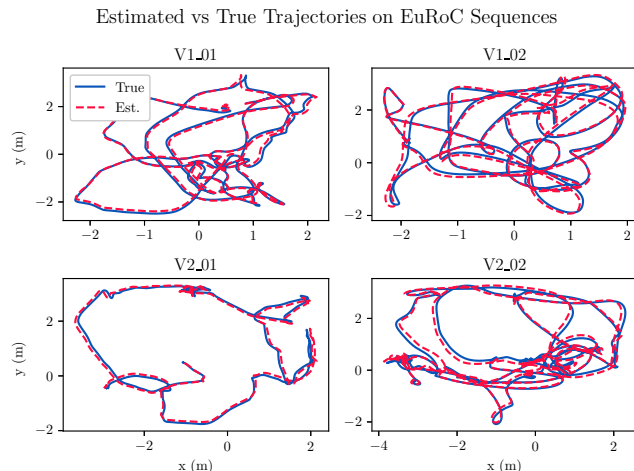 Estimated vs True Trajectories on EuRoC Sequences
V1_01
V1_02
True
Est.
y (m)
2
0
−2
−2
−1
0
1
2
2
0
−2
−2
−1
0
1
2
V2_01
V2_02
y (m)
2
0
−2
−2
0
2
x (m)
2
0
−2
−4
−2
0
2
x (m)